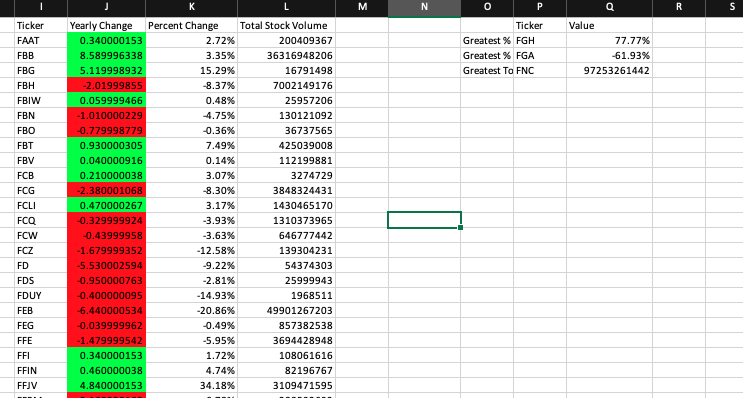 I J K L M N O P Q R S
Ticker Yearly Change Percent Change Total Stock Volume Ticker Value
FAAT 0.340000153 2.72% 200409367 Greatest % FGH 77.77%
FBB 8.589996338 3.35% 36316948206 Greatest % FGA -61.93%
FBG 5.119998932 15.29% 16791498 Greatest To FNC 97253261442
FBH -2.01999855 -8.37% 7002149176
FBIW 0.059999466 0.48% 25957206
FBN -1.010000229 -4.75% 130121092
FBO -0.779998779 -0.36% 36737565
FBT 0.930000305 7.49% 425039008
FBV 0.040000916 0.14% 112199881
FCB 0.210000038 3.07% 3274729
FCG -2.380001068 -8.30% 3848324431
FCLI 0.470000267 3.17% 1430465170
FCQ -0.329999924 -3.93% 1310373965
FCW -0.43999958 -3.63% 646777442
FCZ -1.679999352 -12.58% 139304231
FD -5.530002594 -9.22% 54374303
FDS -0.950000763 -2.81% 25999943
FDUY -0.400000095 -14.93% 1968511
FEB -6.440000534 -20.86% 49901267203
FEG -0.039999962 -0.49% 857382538
FFE -1.479999542 -5.95% 3694428948
FFI 0.340000153 1.72% 108061616
FFIN 0.460000038 4.74% 82196767
FFJV 4.840000153 34.18% 3109471595